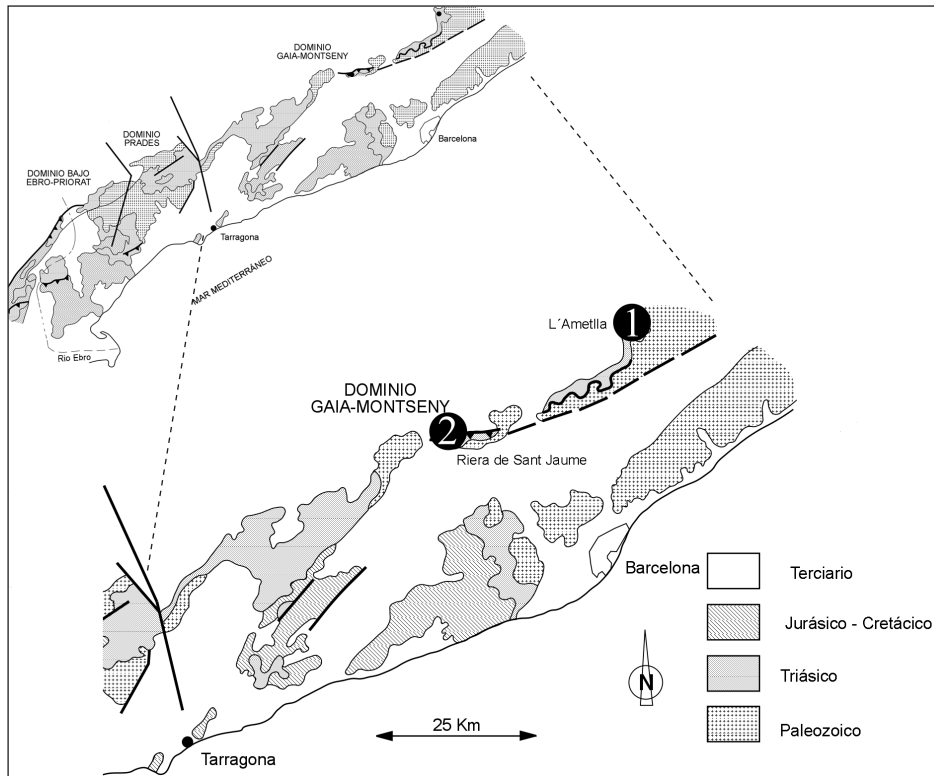 DOMINIO
GAIA-MONTSENY
DOMINIO
PRADES
Barcelona
DOMINIO BAJO
EBRO-PRIORAT
Tarragona
MAR MEDITERRÁNEO
Rio Ebro
L´Ametlla
1
DOMINIO
GAIA-MONTSENY
2
Riera de Sant Jaume
Barcelona
Terciario
Jurásico - Cretácico
N
Triásico
25 Km
Paleozoico
Tarragona